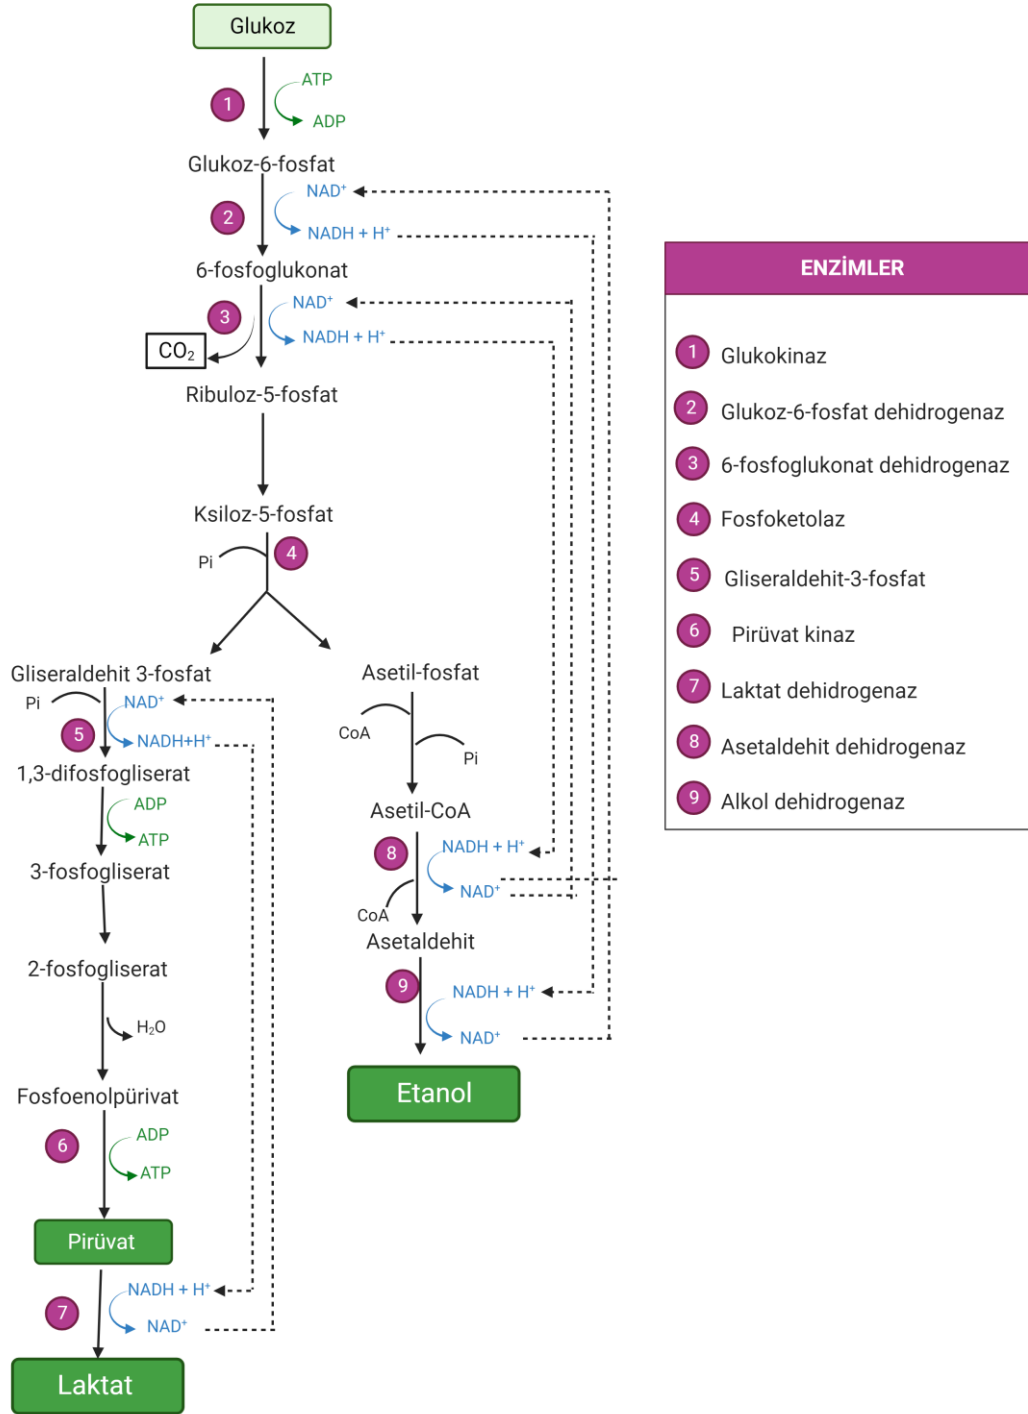 Glukoz
ATP
1
ADP
Glukoz-6-fosfat
NAD⁺
2
NADH + H⁺
6-fosfoglukonat
NAD⁺
3
NADH + H⁺
CO₂
Ribuloz-5-fosfat
Ksiloz-5-fosfat
Pi
4
Gliseraldehit 3-fosfat
Pi
NAD⁺
5
NADH+H⁺
1,3-difosfogliserat
ADP
ATP
3-fosfogliserat
2-fosfogliserat
H₂O
Fosfoenolpürivat
6
ADP
ATP
Pirüvat
NADH + H⁺
7
NAD⁺
Laktat
Asetil-fosfat
CoA
Pi
Asetil-CoA
NADH + H⁺
8
NAD⁺
CoA
Asetaldehit
9
NADH + H⁺
NAD⁺
Etanol
ENZİMLER
1 Glukokinaz
2 Glukoz-6-fosfat dehidrogenaz
3 6-fosfoglukonat dehidrogenaz
4 Fosfoketolaz
5 Gliseraldehit-3-fosfat
6 Pirüvat kinaz
7 Laktat dehidrogenaz
8 Asetaldehit dehidrogenaz
9 Alkol dehidrogenaz